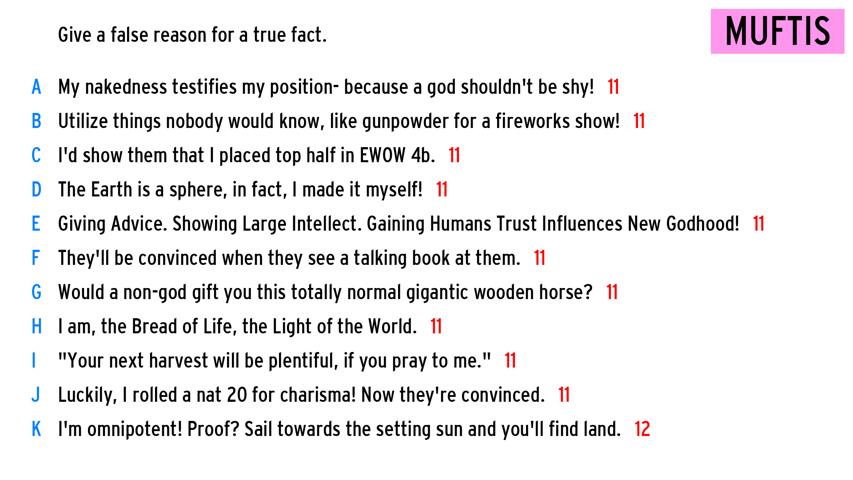 Give a false reason for a true fact.
MUFTIS
A My nakedness testifies my position- because a god shouldn't be shy! 11
B Utilize things nobody would know, like gunpowder for a fireworks show! 11
C I'd show them that I placed top half in EWOW 4b. 11
D The Earth is a sphere, in fact, I made it myself! 11
E Giving Advice. Showing Large Intellect. Gaining Humans Trust Influences New Godhood! 11
F They'll be convinced when they see a talking book at them. 11
G Would a non-god gift you this totally normal gigantic wooden horse? 11
H I am, the Bread of Life, the Light of the World. 11
I "Your next harvest will be plentiful, if you pray to me." 11
J Luckily, I rolled a nat 20 for charisma! Now they're convinced. 11
K I'm omnipotent! Proof? Sail towards the setting sun and you'll find land. 12